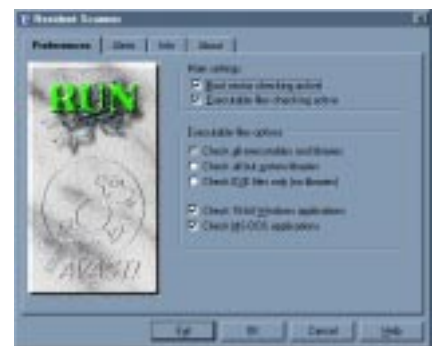 Resident Scanner
Preferences
Info
About
Main settings
Boot sector checking active
Executable files checking active
RUN
Executable files options
Check all executables and libraries
Check all but system libraries
Check EXE files only (no libraries)
Check 16-bit Windows applications
Check MS-DOS applications
AVAST!
OK
Cancel
Help